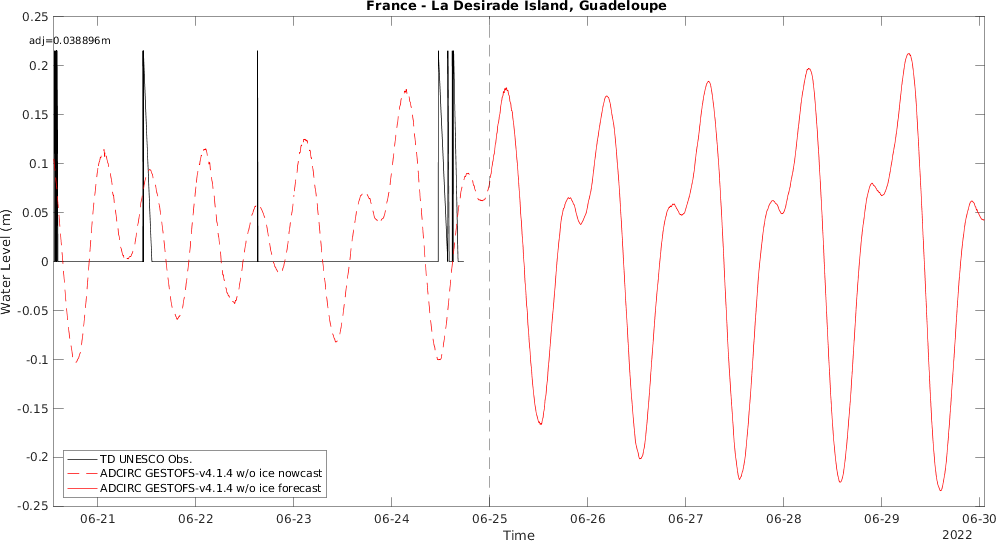 France - La Desirade Island, Guadeloupe
adj=0.038896m
0.25
0.2
0.15
0.1
0.05
0
-0.05
-0.1
-0.15
-0.2
-0.25
Water Level (m)
TD UNESCO Obs.
ADCIRC GESTOFS-v4.1.4 w/o ice nowcast
ADCIRC GESTOFS-v4.1.4 w/o ice forecast
06-21 06-22 06-23 06-24 06-25 06-26 06-27 06-28 06-29 06-30
Time
2022